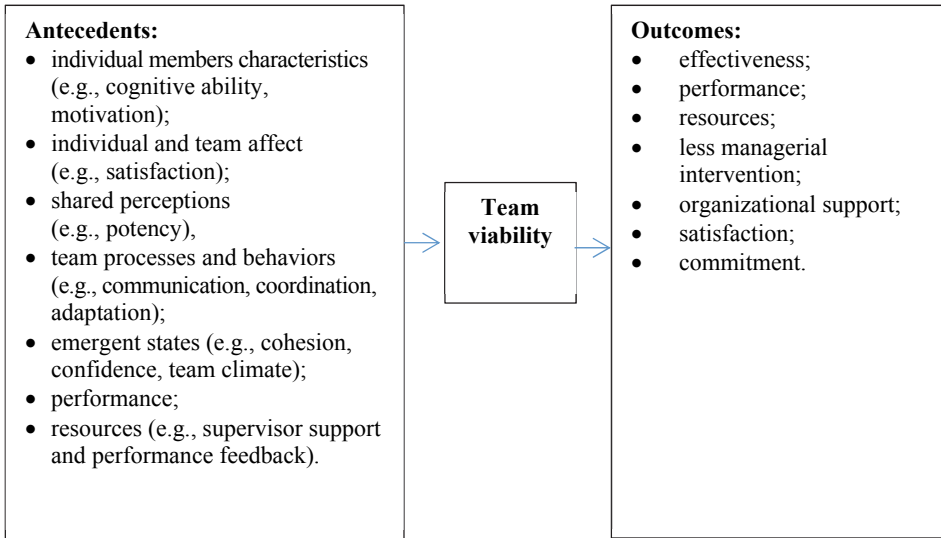 Antecedents:
• individual members characteristics
(e.g., cognitive ability,
motivation);
• individual and team affect
(e.g., satisfaction);
• shared perceptions
(e.g., potency),
• team processes and behaviors
(e.g., communication, coordination,
adaptation);
• emergent states (e.g., cohesion,
confidence, team climate);
• performance;
• resources (e.g., supervisor support
and performance feedback).
Team
viability
Outcomes:
• effectiveness;
• performance;
• resources;
• less managerial
intervention;
• organizational support;
• satisfaction;
• commitment.